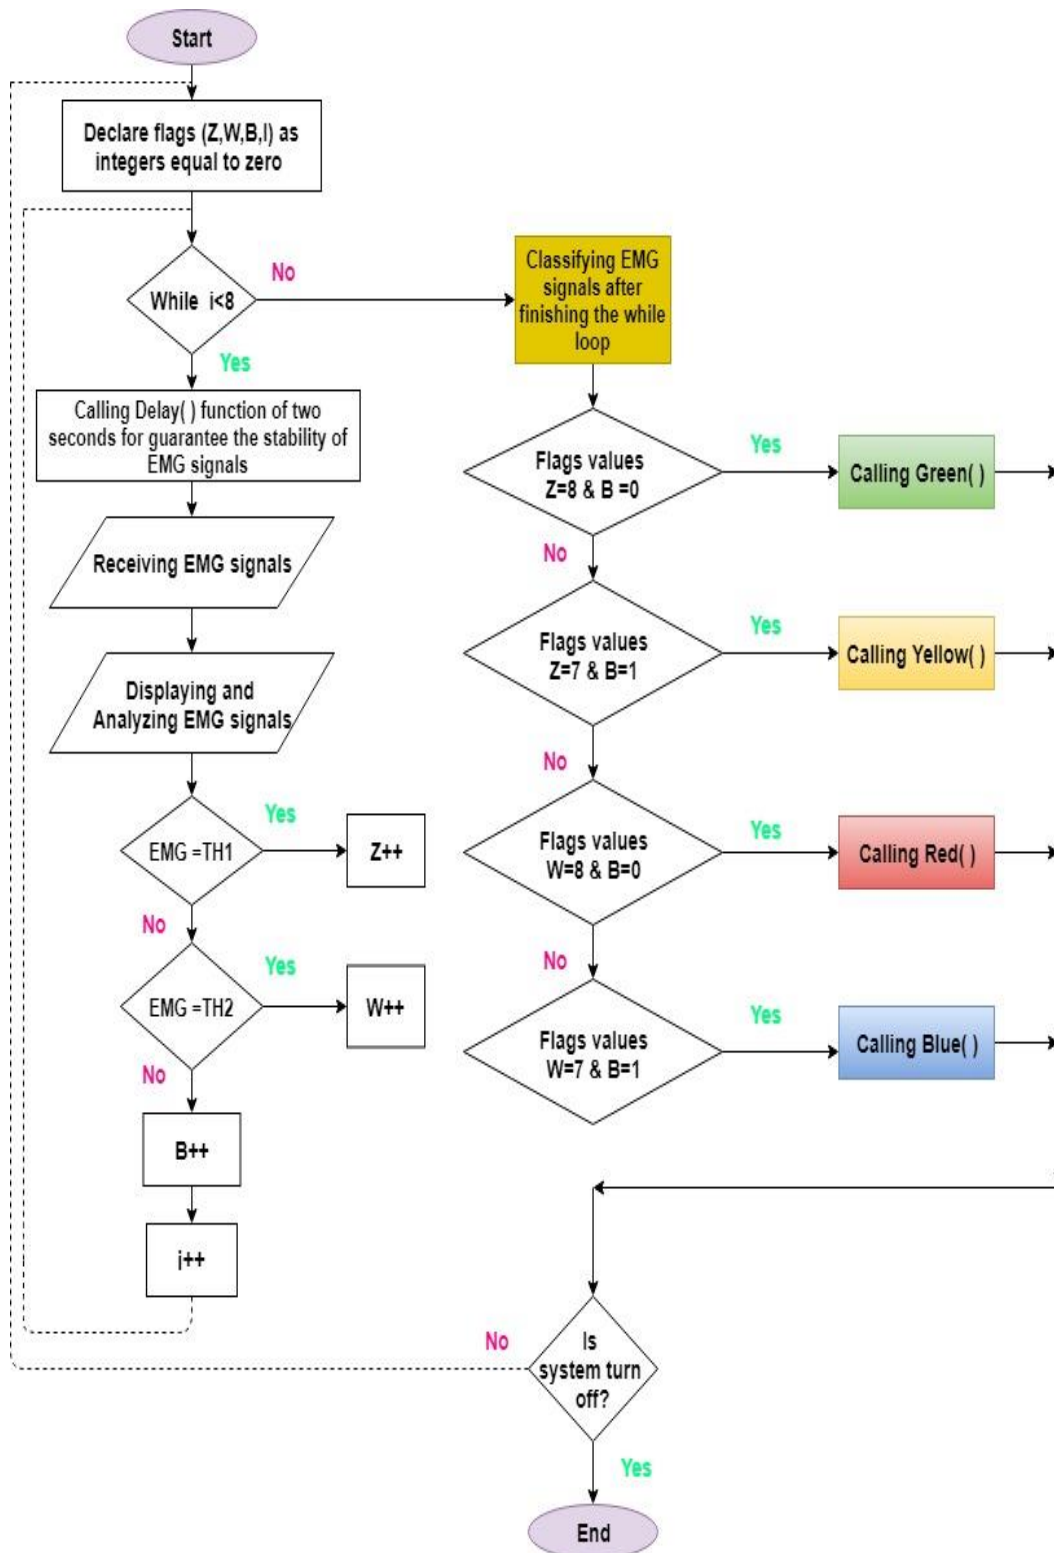 Start
Declare flags (Z,W,B,I) as
integers equal to zero
While i<8
No
Yes
Calling Delay( ) function of two
seconds for guarantee the stability of
EMG signals
Receiving EMG signals
Displaying and
Analyzing EMG signals
EMG =TH1
Yes
Z++
No
EMG =TH2
Yes
W++
No
B++
i++
Classifying EMG
signals after
finishing the while
loop
Flags values
Z=8 & B =0
Yes
Calling Green( )
No
Flags values
Z=7 & B=1
Yes
Calling Yellow( )
No
Flags values
W=8 & B=0
Yes
Calling Red( )
No
Flags values
W=7 & B=1
Yes
Calling Blue( )
Is
system turn
off?
No
Yes
End